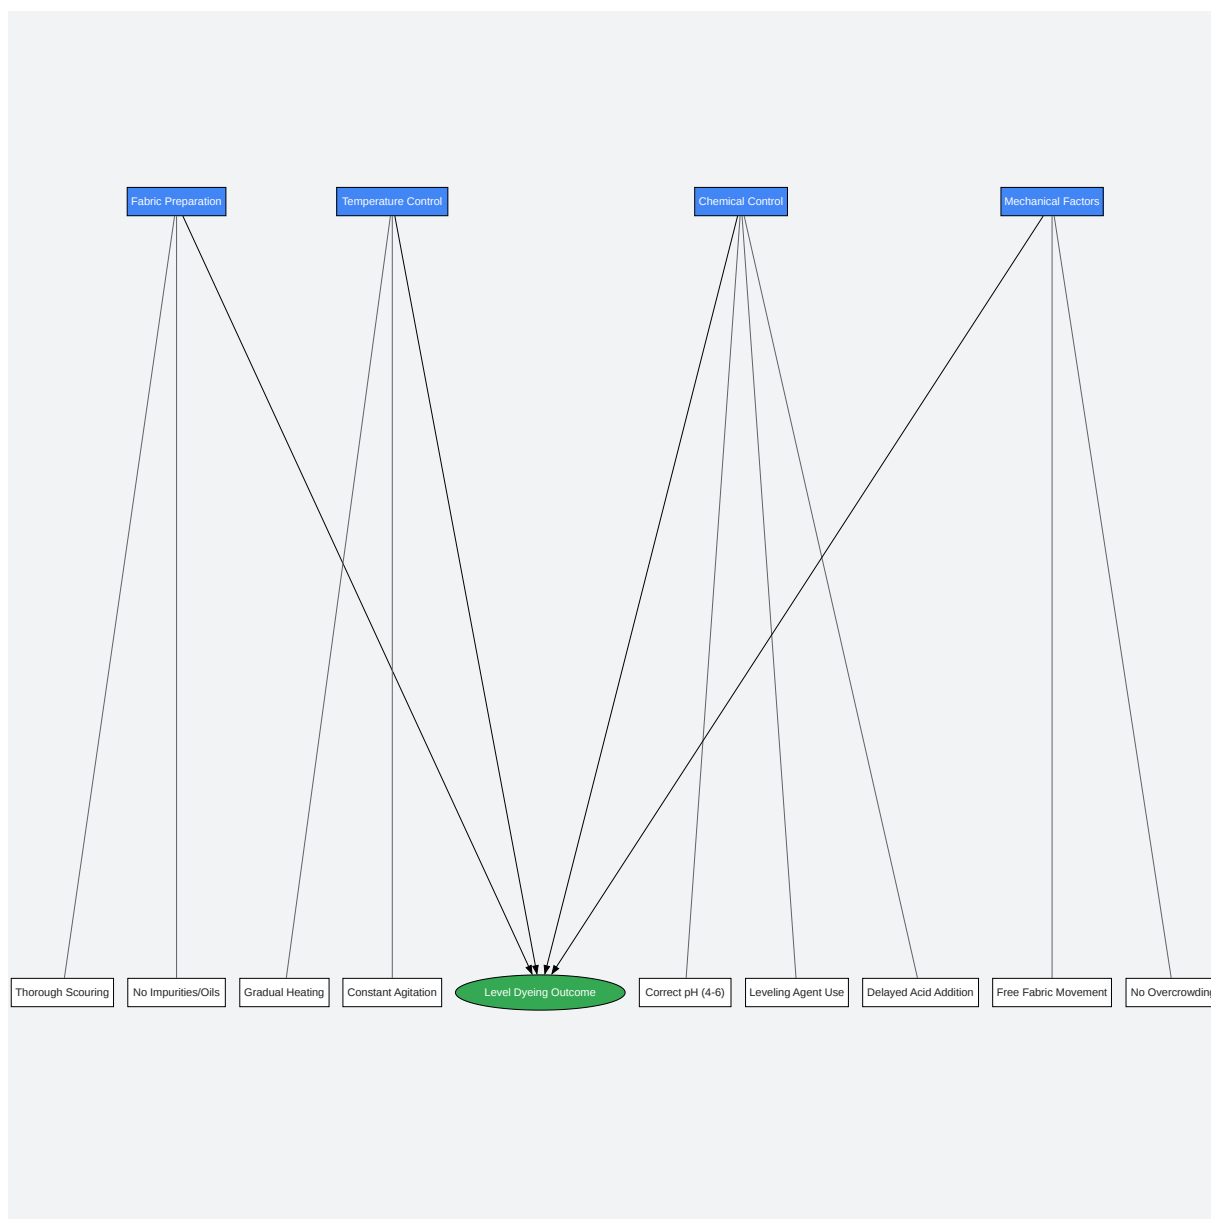 Fabric Preparation
Temperature Control
Chemical Control
Mechanical Factors
Thorough Scouring
No Impurities/Oils
Gradual Heating
Constant Agitation
Level Dyeing Outcome
Correct pH (4-6)
Leveling Agent Use
Delayed Acid Addition
Free Fabric Movement
No Overcrowding